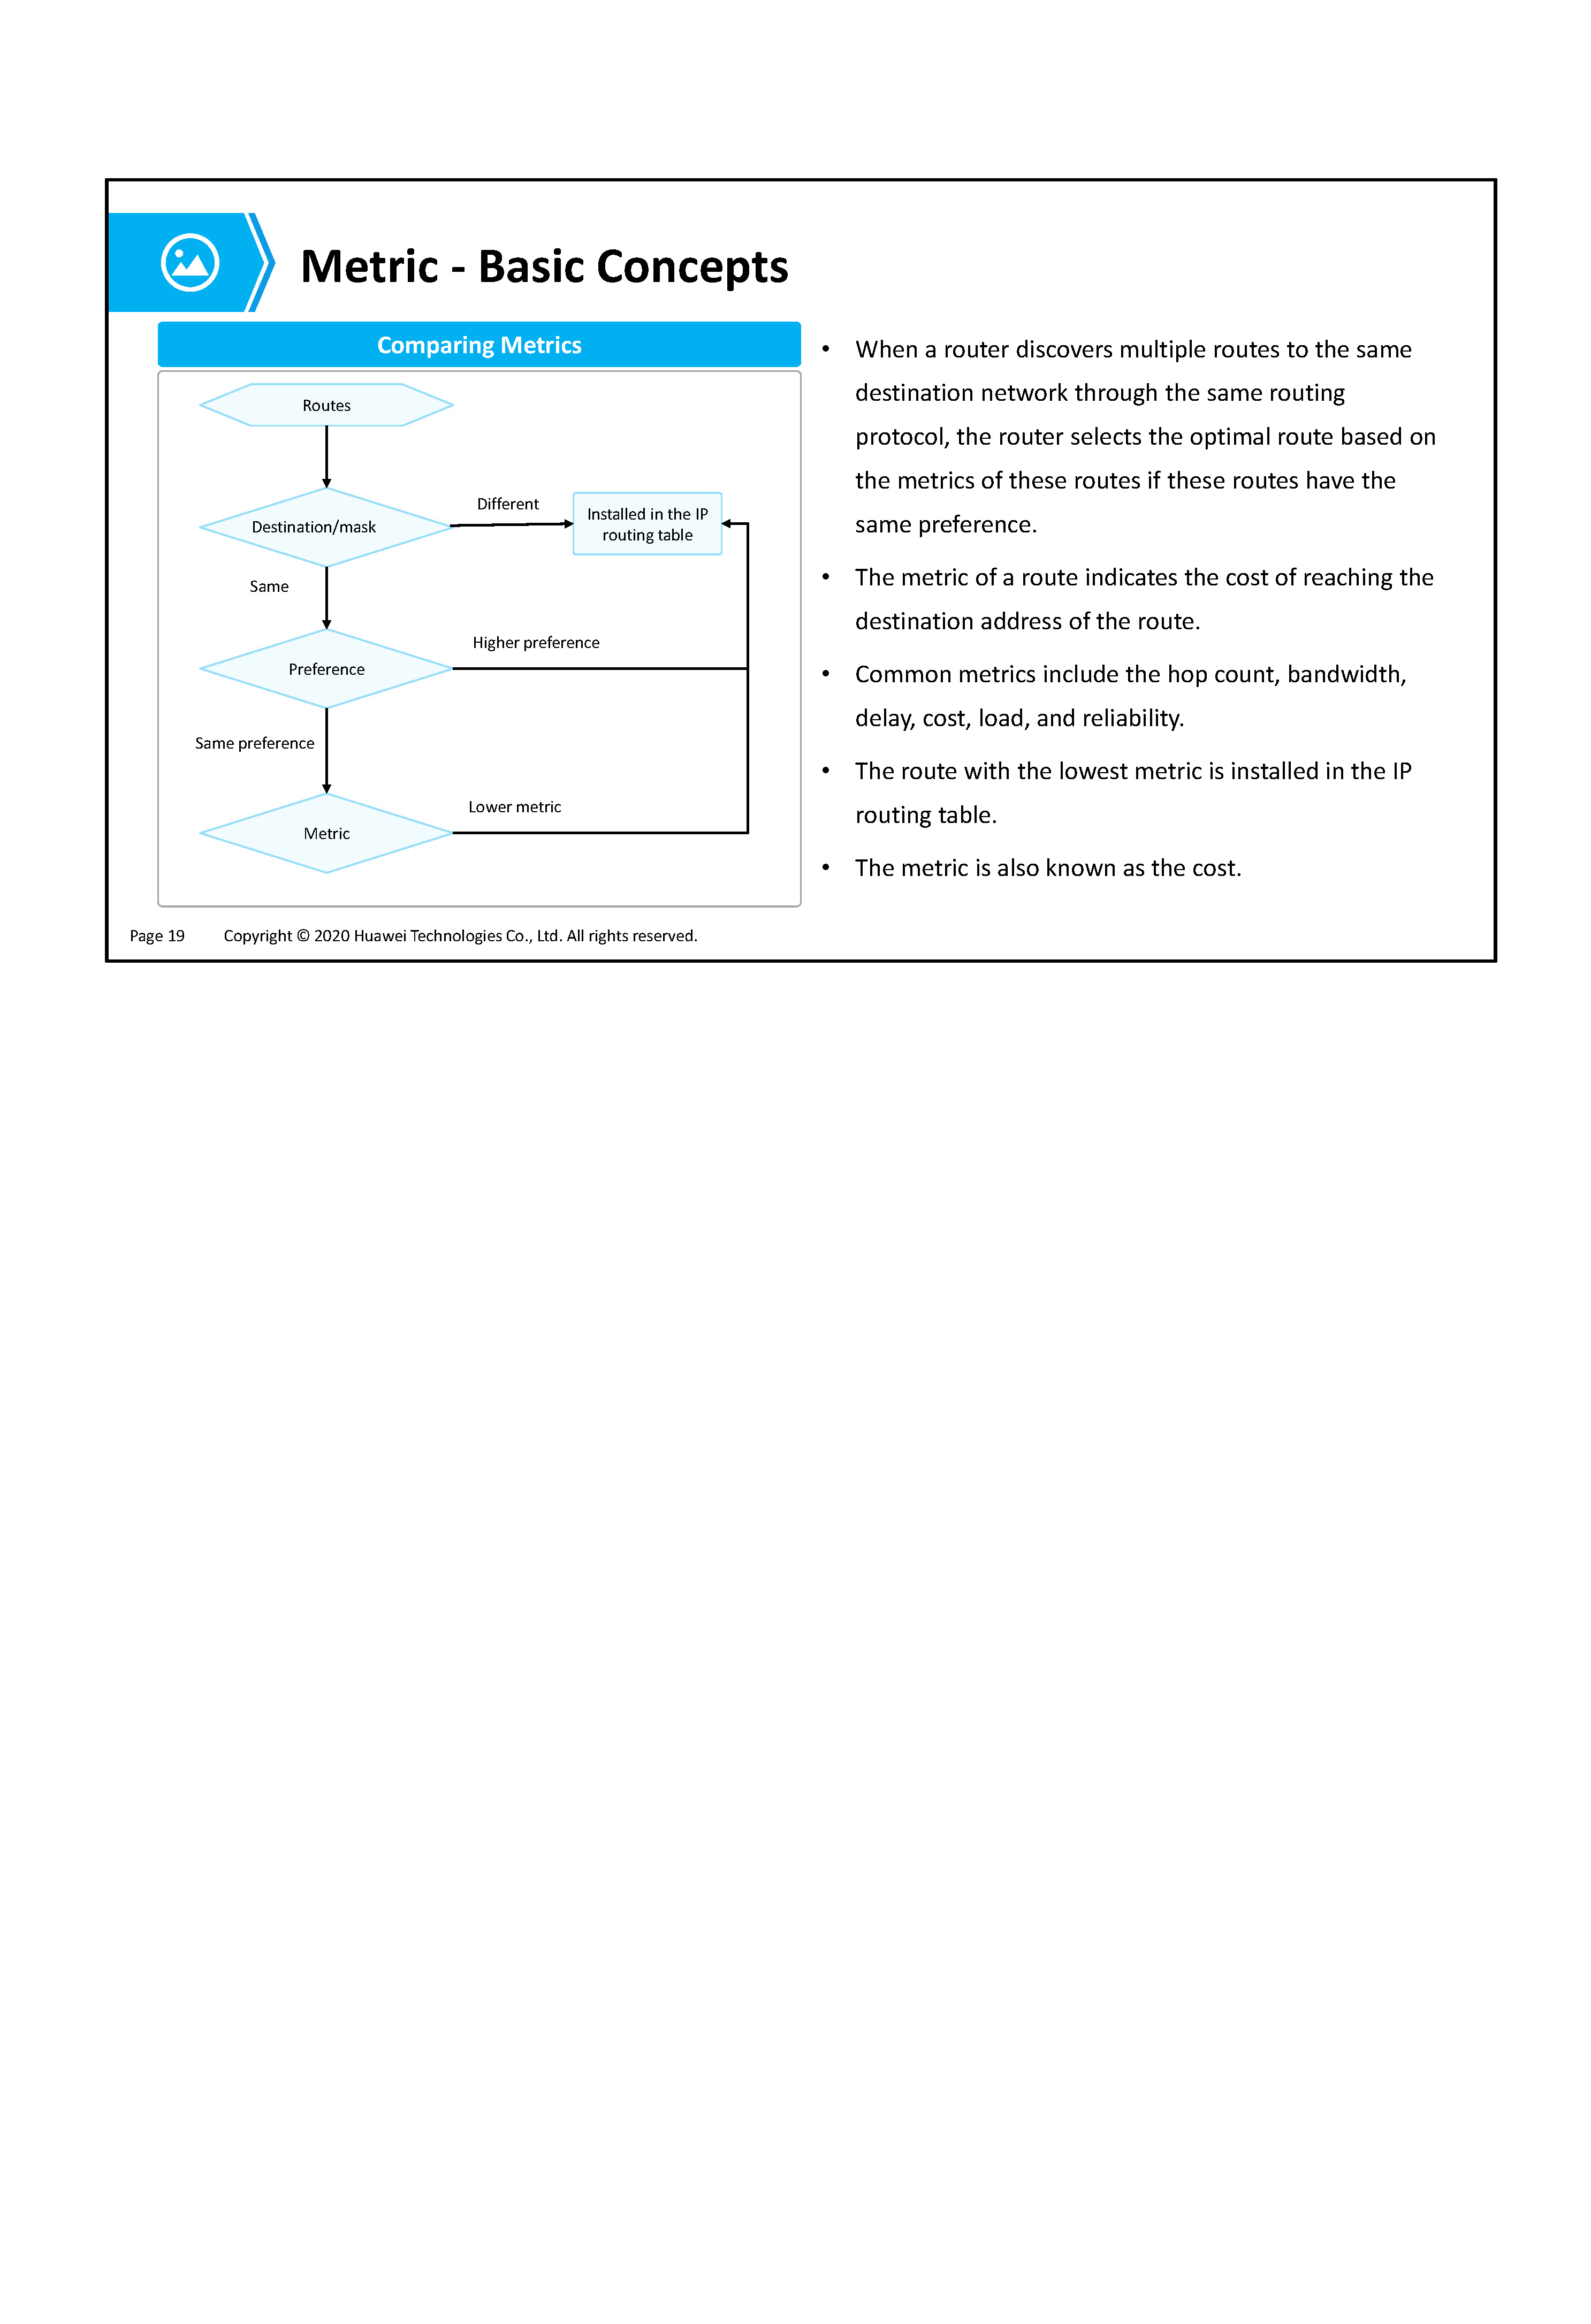 Metric - Basic Concepts
Comparing Metrics
Routes
Destination/mask
Different
Installed in the IP
routing table
Same
Preference
Higher preference
Same preference
Metric
Lower metric
• When a router discovers multiple routes to the same
destination network through the same routing
protocol, the router selects the optimal route based on
the metrics of these routes if these routes have the
same preference.
• The metric of a route indicates the cost of reaching the
destination address of the route.
• Common metrics include the hop count, bandwidth,
delay, cost, load, and reliability.
• The route with the lowest metric is installed in the IP
routing table.
• The metric is also known as the cost.
Page 19 Copyright © 2020 Huawei Technologies Co., Ltd. All rights reserved.